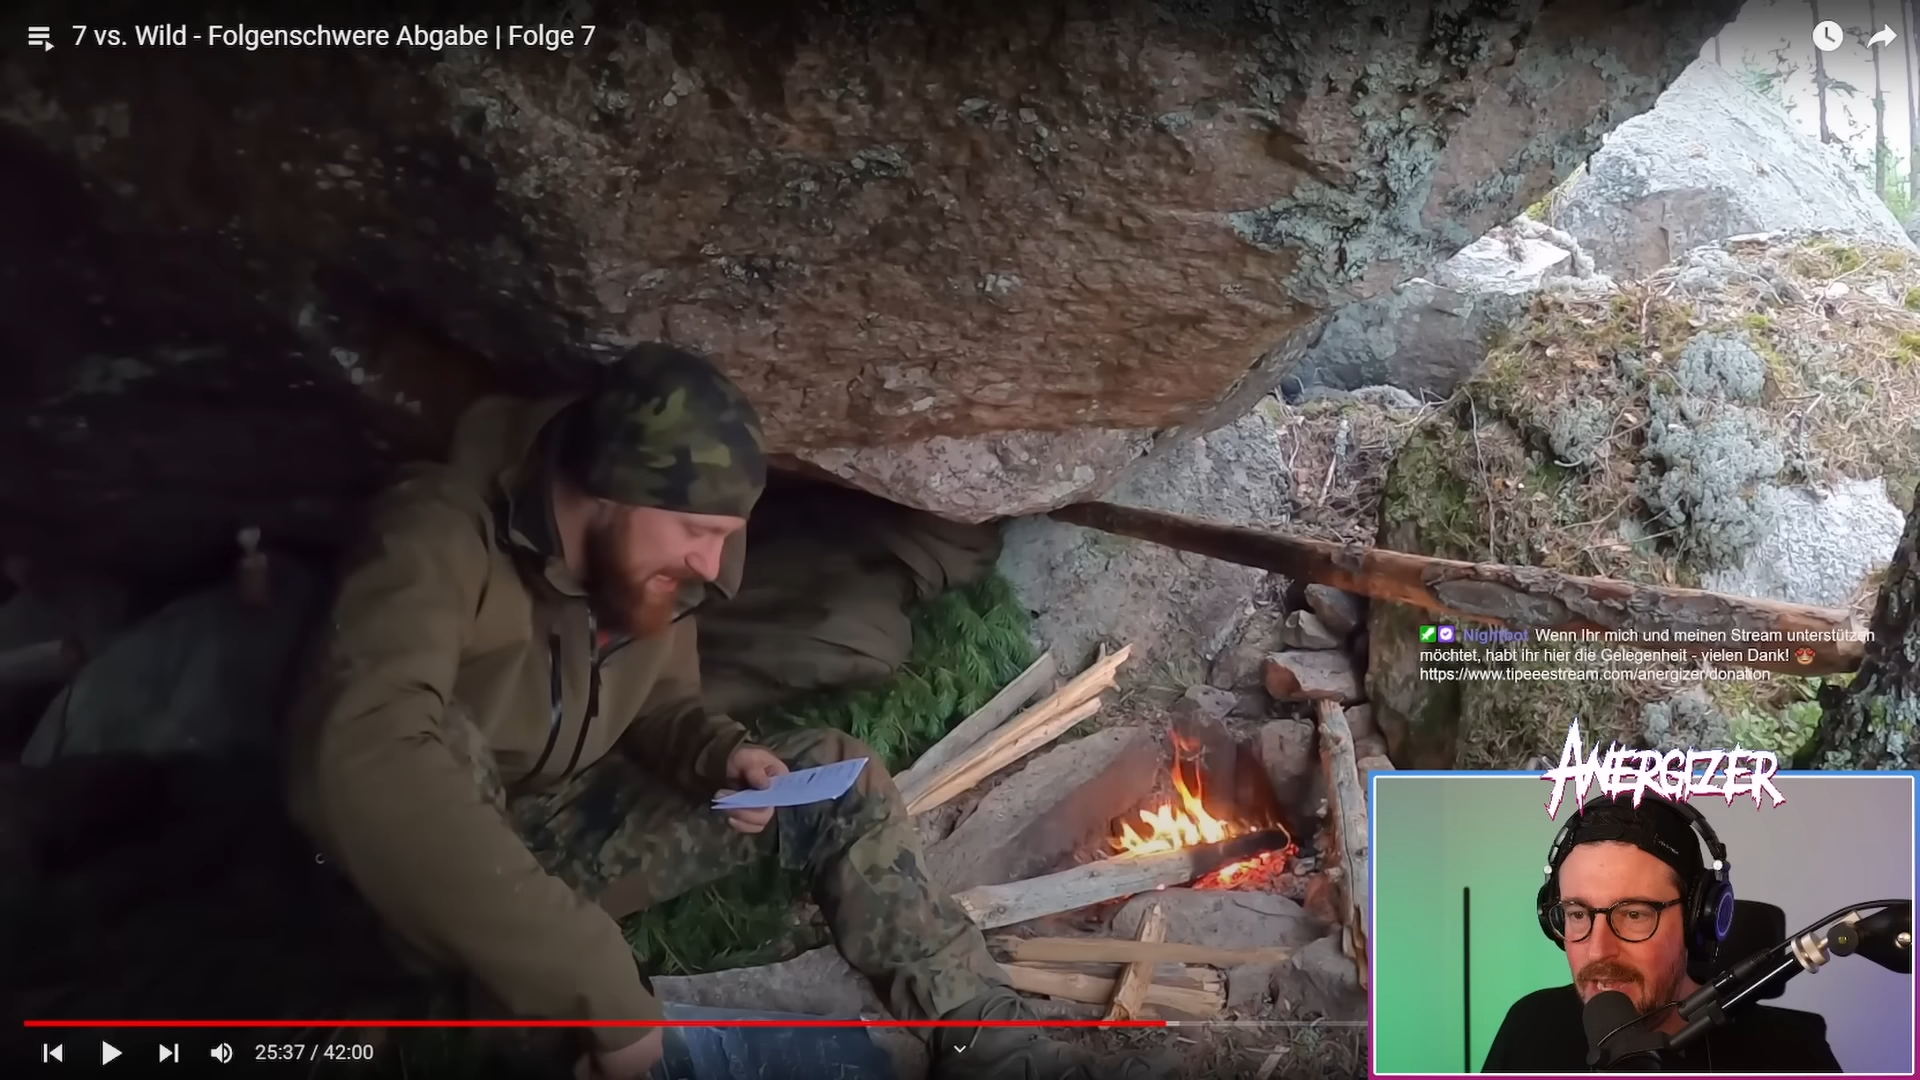 7 vs. Wild - Folgenschwere Abgabe | Folge 7
Nightbot Wenn Ihr mich und meinen Stream unterstützen
möchtet, habt ihr hier die Gelegenheit - vielen Dank!
https://www.tipeeestream.com/anergizer/donation
ANERGIZER
25:37 / 42:00